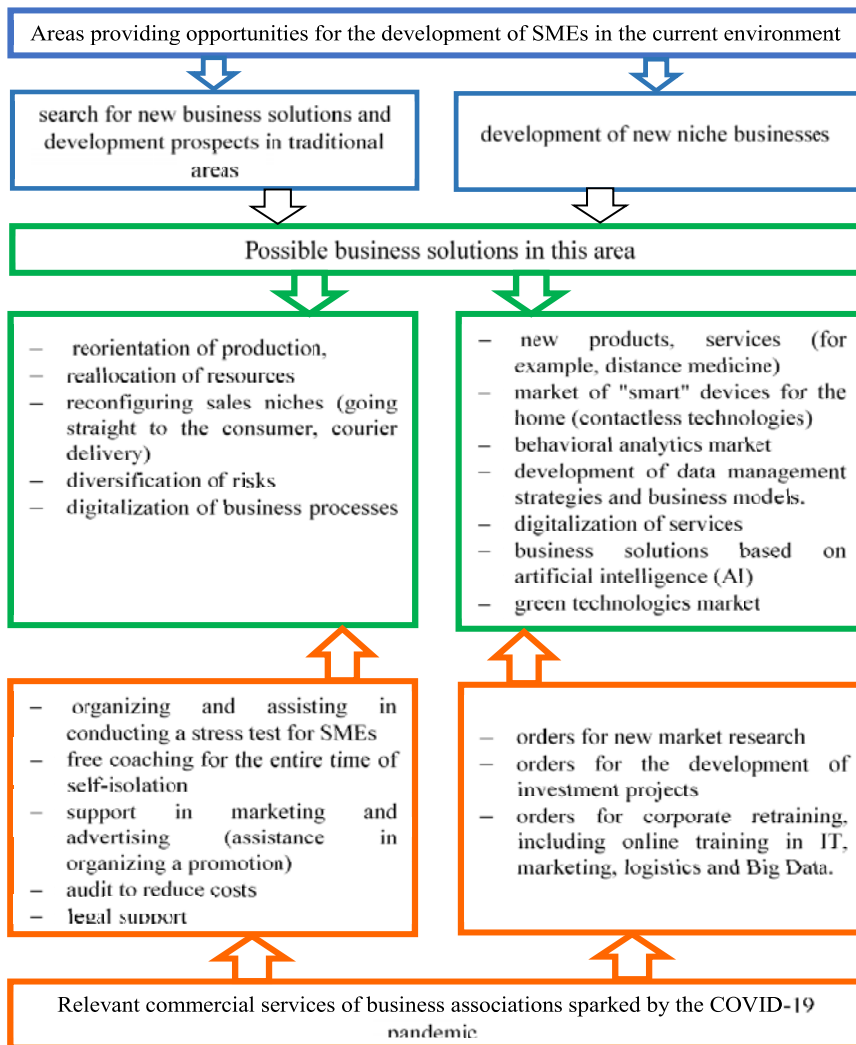 Areas providing opportunities for the development of SMEs in the current environment
search for new business solutions and
development prospects in traditional
areas
development of new niche businesses
Possible business solutions in this area
– reorientation of production,
– reallocation of resources
– reconfiguring sales niches (going
straight to the consumer, courier
delivery)
– diversification of risks
– digitalization of business processes
– new products, services (for
example, distance medicine)
– market of "smart" devices for the
home (contactless technologies)
– behavioral analytics market
– development of data management
strategies and business models.
– digitalization of services
– business solutions based on
artificial intelligence (AI)
– green technologies market
– organizing and assisting in
conducting a stress test for SMEs
– free coaching for the entire time of
self-isolation
– support in marketing and
advertising (assistance in
organizing a promotion)
– audit to reduce costs
– legal support
– orders for new market research
– orders for the development of
investment projects
– orders for corporate retraining,
including online training in IT,
marketing, logistics and Big Data.
Relevant commercial services of business associations sparked by the COVID-19
pandemic